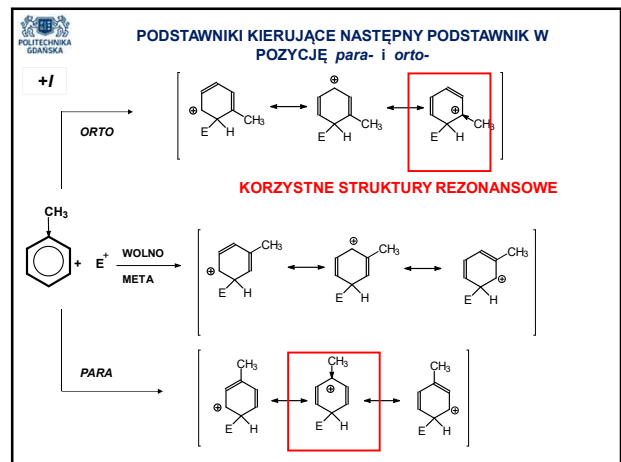 POLITECHNIKA
GDAŃSKA
PODSTAWNIKI KIERUJĄCE NASTĘPNY PODSTAWNIK W
POZYCJĘ para- i orto-
+I
ORTO
⊕ E H CH3
⊕ E H CH3
⊕ E H CH3
KORZYSTNE STRUKTURY REZONANSOWE
CH3
+ E+
WOLNO
META
⊕ E H CH3
⊕ E H CH3
⊕ E H
PARA
CH3 ⊕ E H
CH3 ⊕ E H
CH3 ⊕ E H